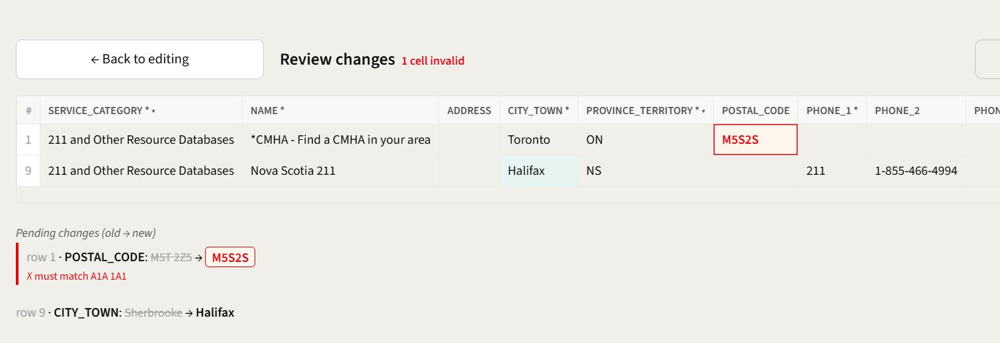 ← Back to editing Review changes 1 cell invalid
# SERVICE_CATEGORY * ▾ NAME * ADDRESS CITY_TOWN * PROVINCE_TERRITORY * ▾ POSTAL_CODE PHONE_1 * PHONE_2 PHON
1 211 and Other Resource Databases *CMHA - Find a CMHA in your area Toronto ON M5S2S
9 211 and Other Resource Databases Nova Scotia 211 Halifax NS 211 1-855-466-4994
Pending changes (old → new)
row 1 · POSTAL_CODE: M5T 2Z5 → M5S2S
✗ must match A1A 1A1
row 9 · CITY_TOWN: Sherbrooke → Halifax